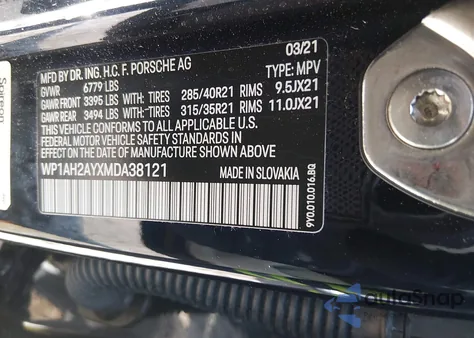 03/21
MFD BY DR. ING. H.C. F. PORSCHE AG
GVWR 6779 LBS TYPE: MPV
GAWR FRONT 3395 LBS WITH: TIRES 285/40R21 RIMS 9.5JX21
GAWR REAR 3494 LBS WITH: TIRES 315/35R21 RIMS 11.0JX21
THIS VEHICLE CONFORMS TO ALL APPLICABLE U.S.
FEDERAL MOTOR VEHICLE SAFETY STANDARDS
IN EFFECT ON THE DATE OF MANUFACTURE SHOWN ABOVE.
WP1AH2AYXMDA38121 MADE IN SLOVAKIA
9Y0.010.016.BQ
autoSnap